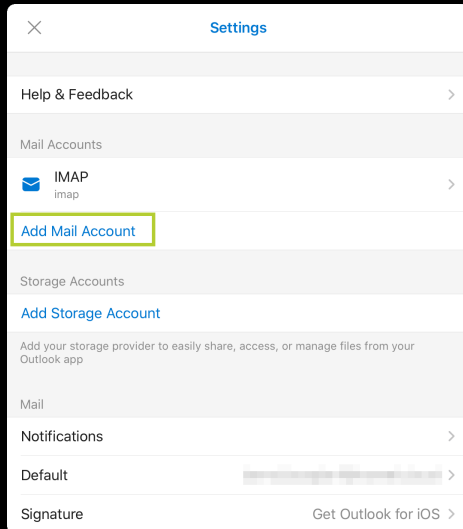 Settings
Help & Feedback
Mail Accounts
IMAP
imap
Add Mail Account
Storage Accounts
Add Storage Account
Add your storage provider to easily share, access, or manage files from your
Outlook app
Mail
Notifications
Default
Signature Get Outlook for iOS